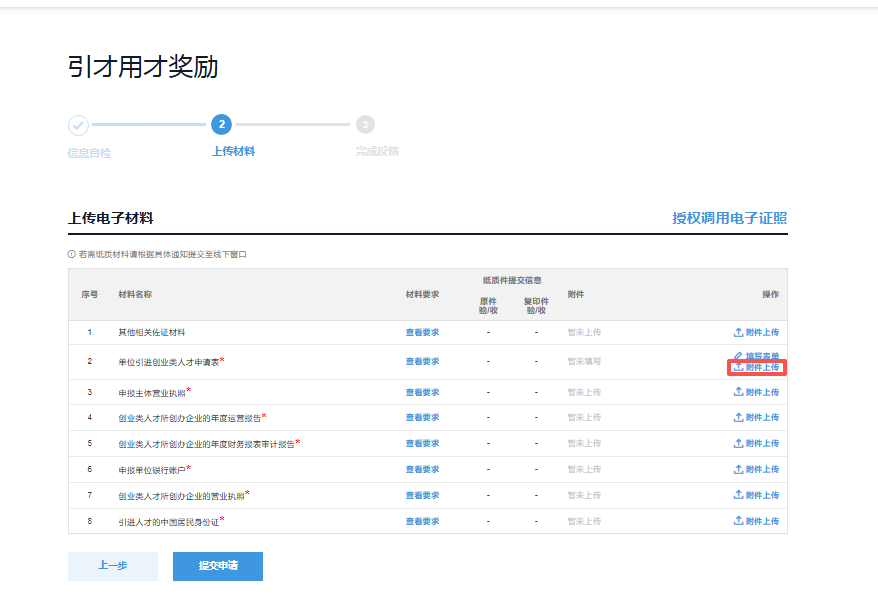 引才用才奖励
2
3
信息自检
上传材料
完成反馈
上传电子材料
授权调用电子证照
若需纸质材料请根据具体通知提交至线下窗口
序号 材料名称 材料要求 纸质件提交信息 附件 操作
原件 复印件
验/收 验/收
1 其他相关佐证材料 查看要求 - - 暂未上传 附件上传
2 单位引进创业类人才申请表* 查看要求 - - 暂未填写 填写表单
附件上传
3 申报主体营业执照* 查看要求 - - 暂未上传 附件上传
4 创业类人才所创办企业的年度运营报告* 查看要求 - - 暂未上传 附件上传
5 创业类人才所创办企业的年度财务报表审计报告* 查看要求 - - 暂未上传 附件上传
6 申报单位银行账户* 查看要求 - - 暂未上传 附件上传
7 创业类人才所创办企业的营业执照* 查看要求 - - 暂未上传 附件上传
8 引进人才的中国居民身份证* 查看要求 - - 暂未上传 附件上传
上一步 提交申请